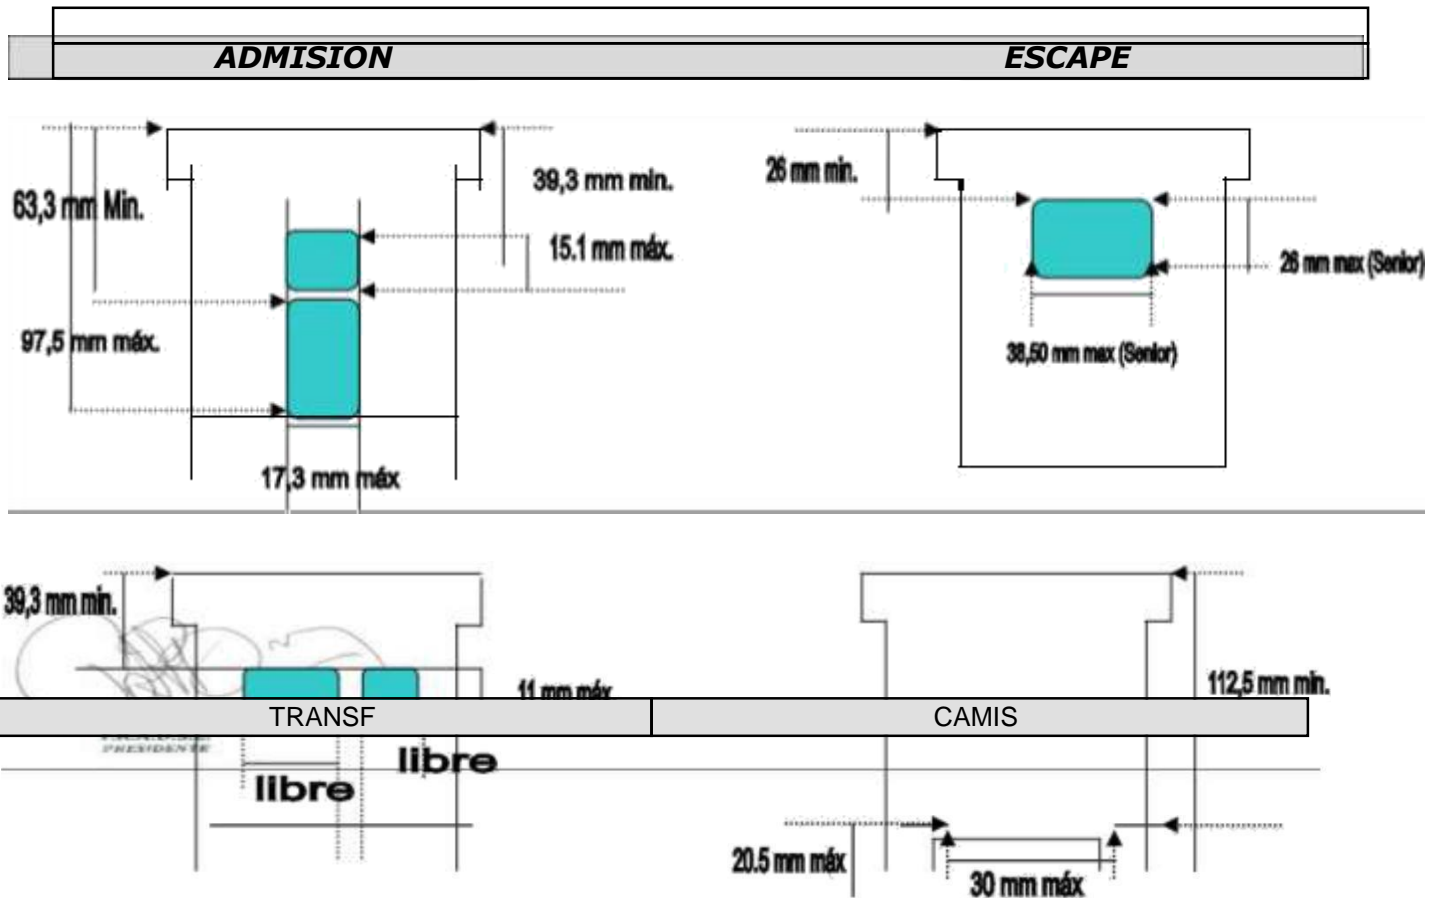 ADMISION
ESCAPE
63,3 mm Min.
39,3 mm min.
15.1 mm máx.
97,5 mm máx.
17,3 mm máx
26 mm min.
26 mm max (Senior)
38,50 mm max (Senior)
39,3 mm min.
11 mm máx
112,5 mm min.
TRANSF
CAMIS
PRESIDENTE
libre
libre
20.5 mm máx
30 mm máx